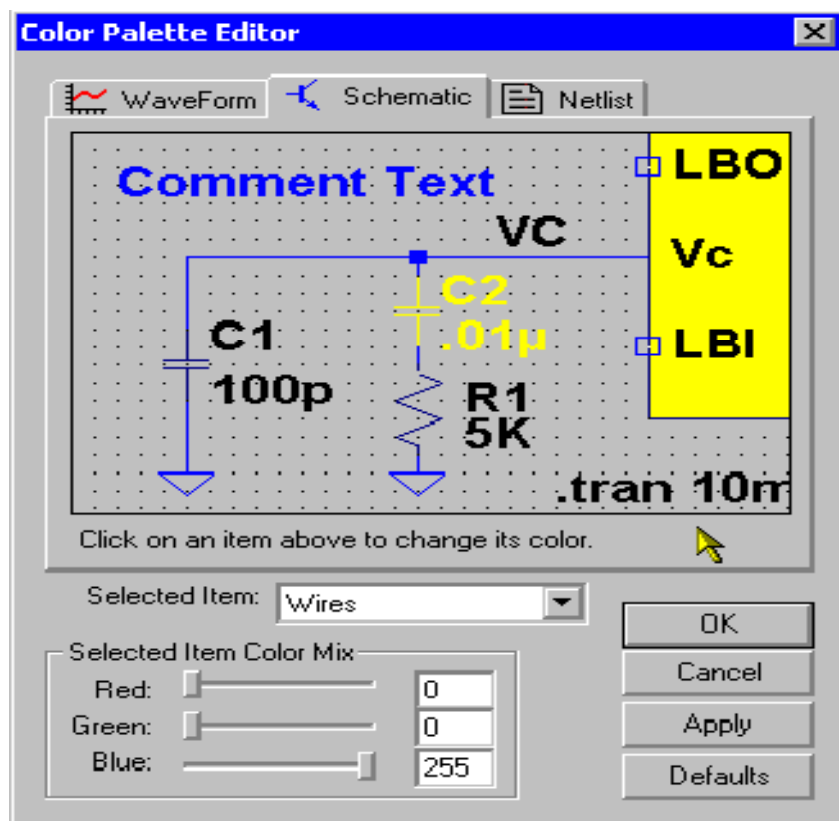 Color Palette Editor
WaveForm
Schematic
Netlist
Comment Text
LBO
VC
Vc
C2
.01µ
C1
100p
LBI
R1
5K
.tran 10m
Click on an item above to change its color.
Selected Item: Wires
Selected Item Color Mix
Red: 0
Green: 0
Blue: 255
OK
Cancel
Apply
Defaults